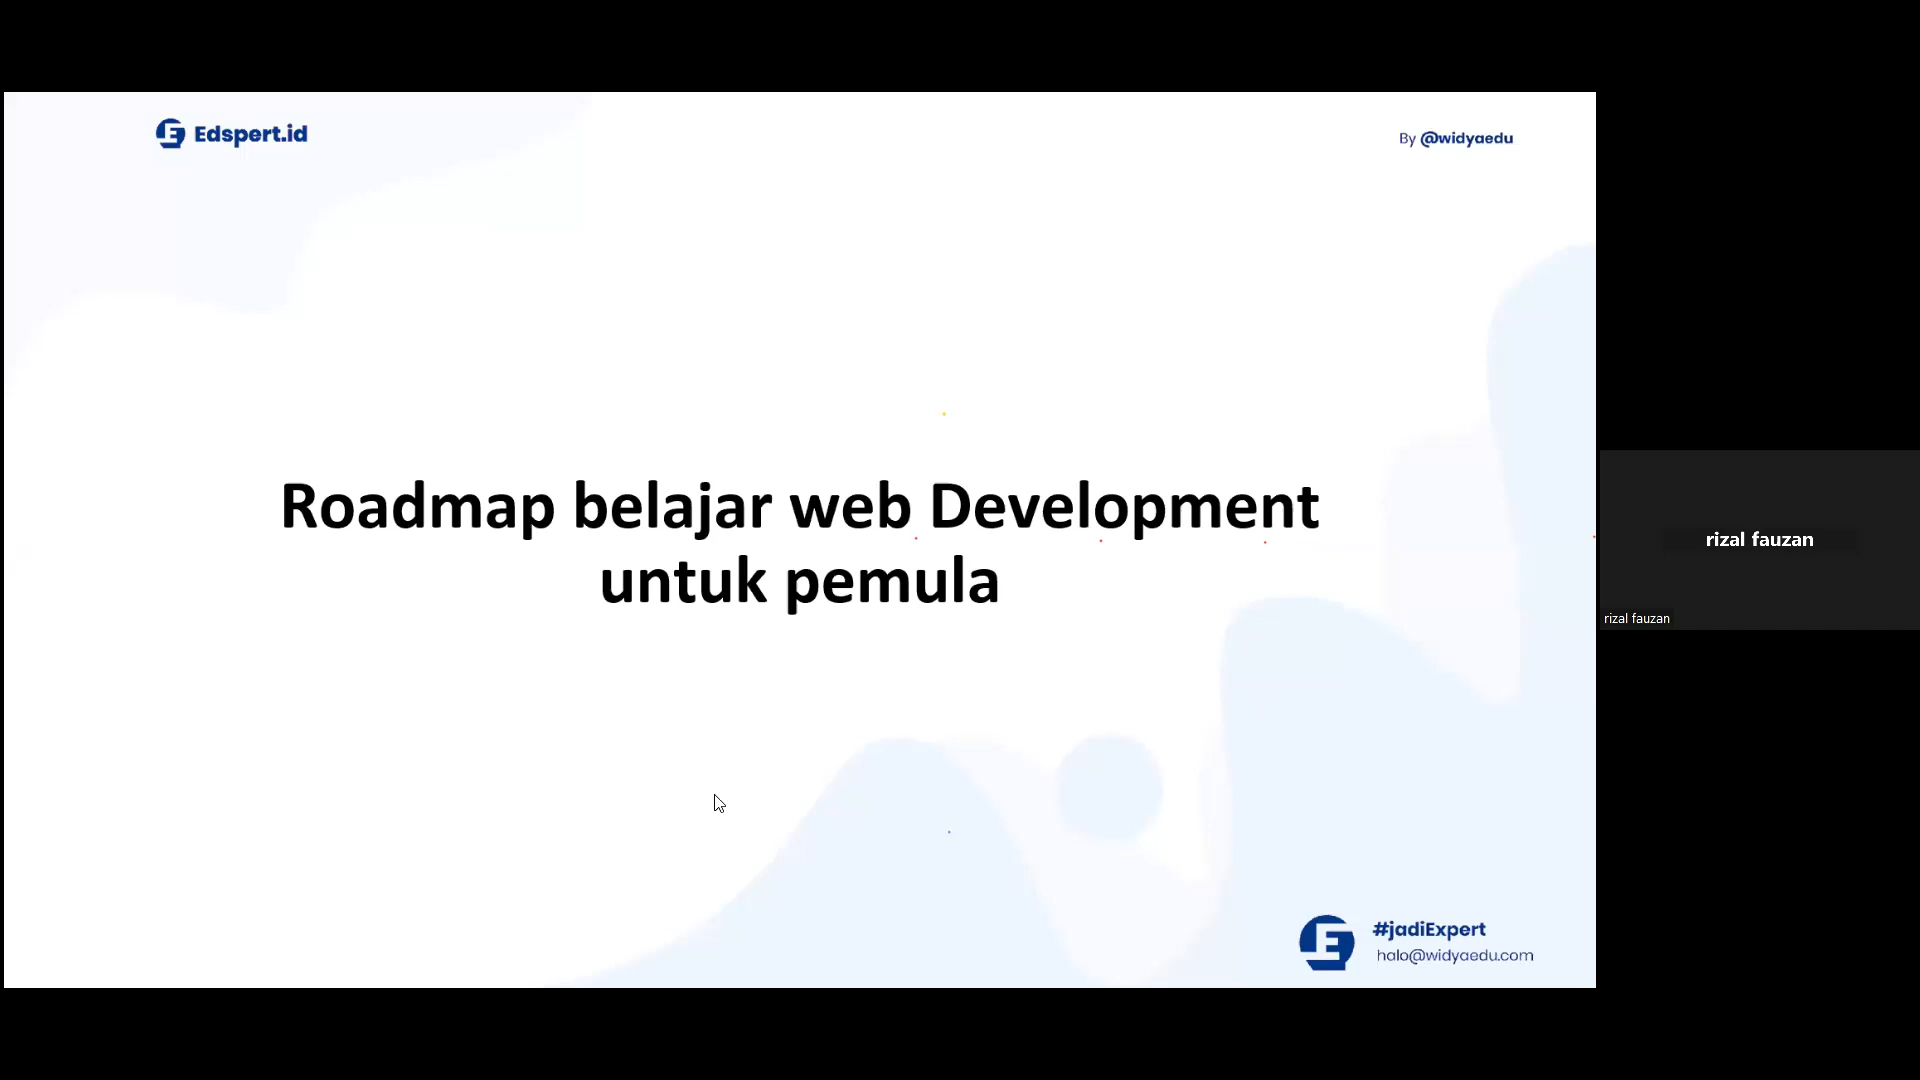 Edspert.id
By @widyaedu
Roadmap belajar web Development
untuk pemula
rizal fauzan
rizal fauzan
#jadiExpert
halo@widyaedu.com